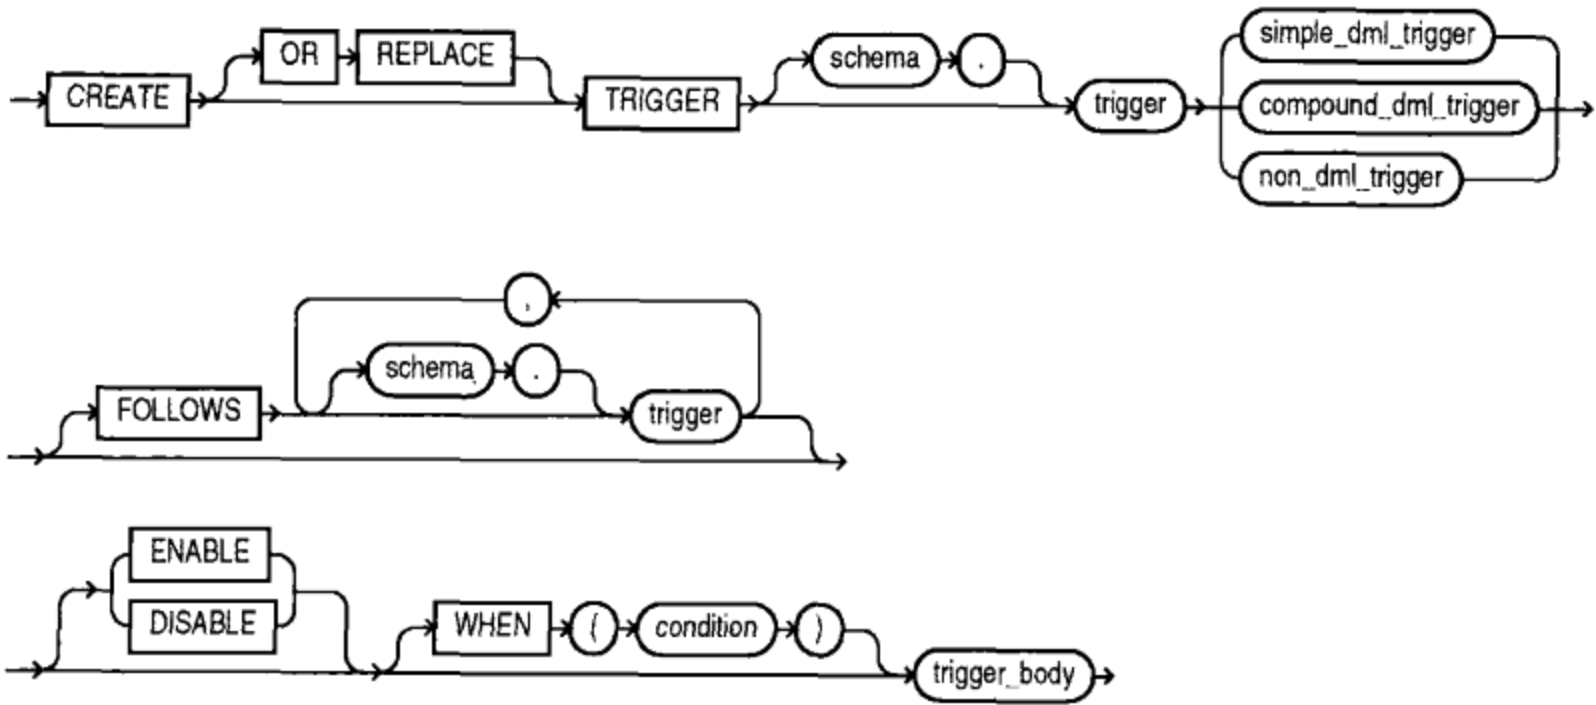 OR REPLACE schema . simple_dml_trigger
CREATE TRIGGER trigger compound_dml_trigger
non_dml_trigger
,
schema .
FOLLOWS trigger
ENABLE
DISABLE WHEN ( condition )
trigger_body